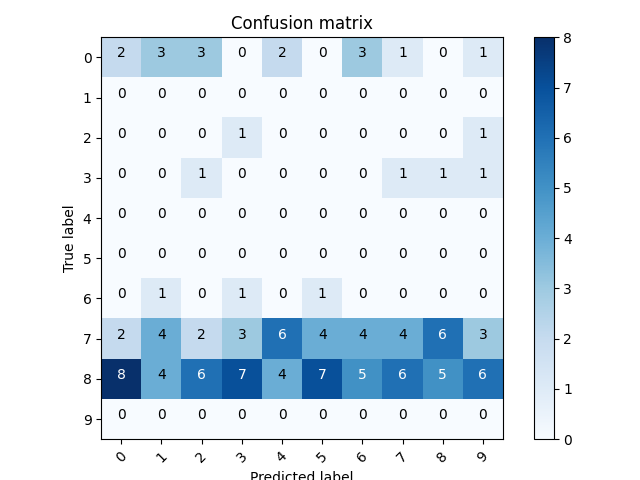 Confusion matrix
0 2 3 3 0 2 0 3 1 0 1
1 0 0 0 0 0 0 0 0 0 0
2 0 0 0 1 0 0 0 0 0 1
3 0 0 1 0 0 0 0 1 1 1
4 0 0 0 0 0 0 0 0 0 0
5 0 0 0 0 0 0 0 0 0 0
6 0 1 0 1 0 1 0 0 0 0
7 2 4 2 3 6 4 4 4 6 3
8 8 4 6 7 4 7 5 6 5 6
9 0 0 0 0 0 0 0 0 0 0
0 1 2 3 4 5 6 7 8 9
True label
Predicted label
8
7
6
5
4
3
2
1
0